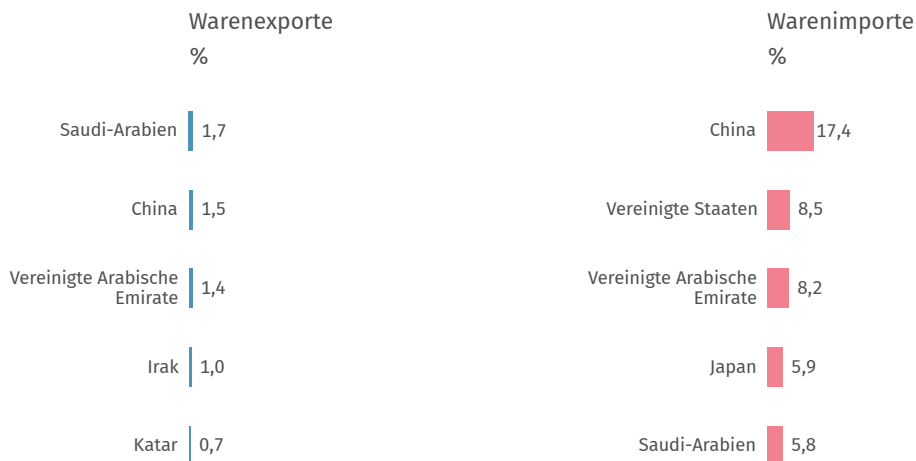 Warenexporte
%
Saudi-Arabien 1,7
China 1,5
Vereinigte Arabische
Emirate 1,4
Irak 1,0
Katar 0,7
Warenimporte
%
China 17,4
Vereinigte Staaten 8,5
Vereinigte Arabische
Emirate 8,2
Japan 5,9
Saudi-Arabien 5,8